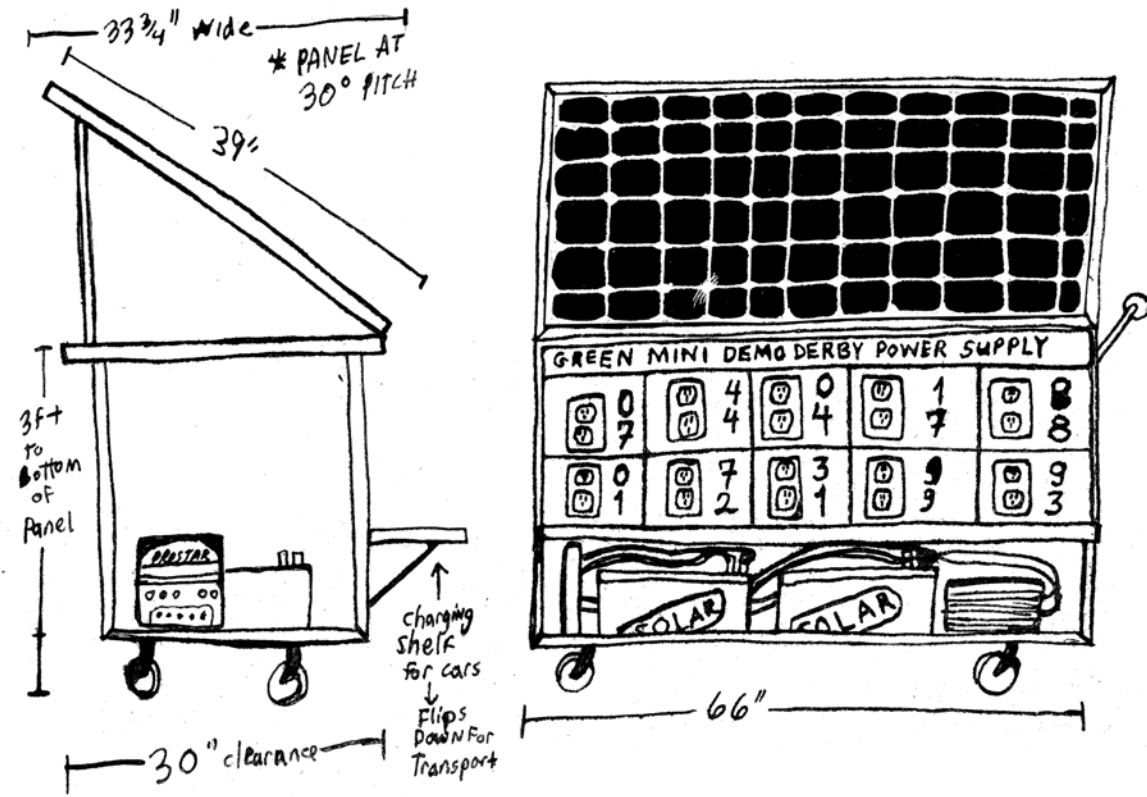 33 3/4" wide
* PANEL AT
30° PITCH
39"
3ft
to
Bottom
of
Panel
PROSTAR
charging
shelf
for cars
Flips
DOWN For
Transport
30" clearance
GREEN MINI DEMO DERBY POWER SUPPLY
0 4 0 1 8
7 4 4 7 8
0 7 3 9 9
1 2 1 9 3
SOLAR SOLAR
66"